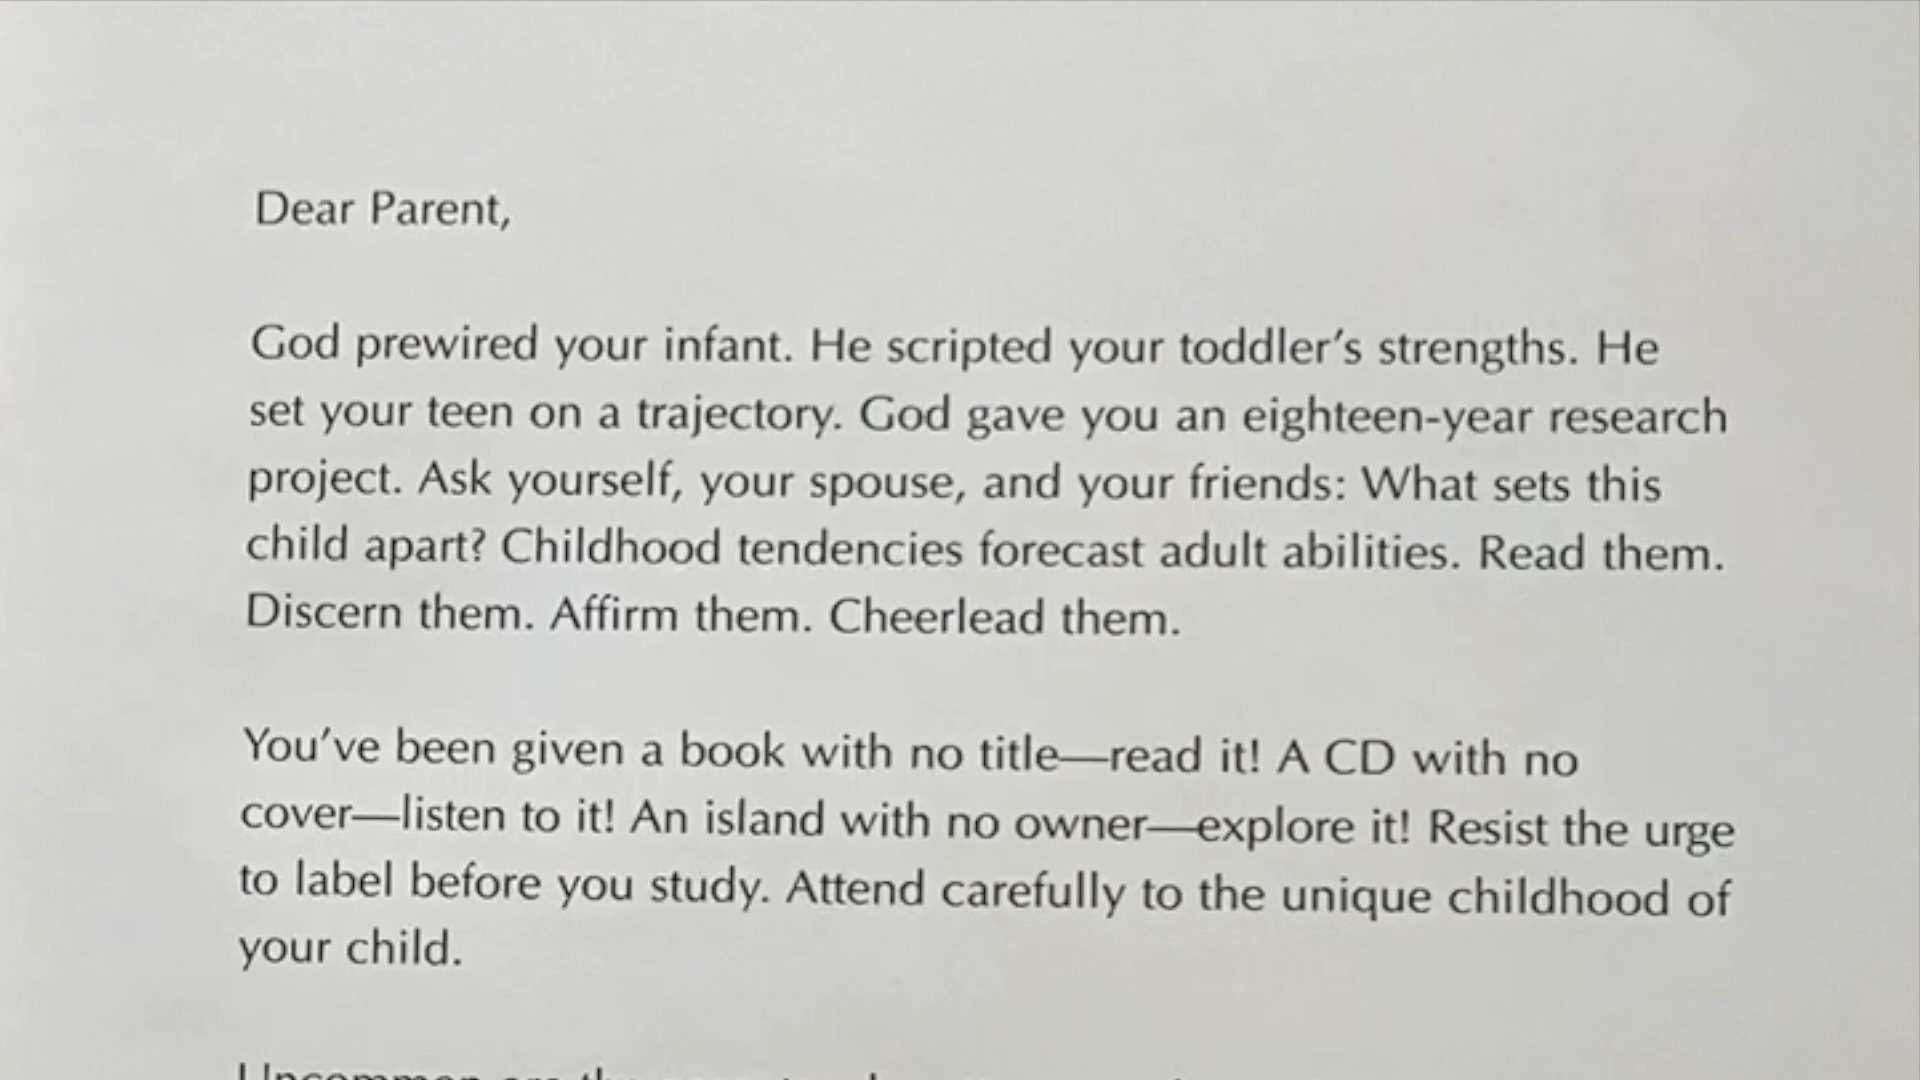 Dear Parent,
God prewired your infant. He scripted your toddler’s strengths. He
set your teen on a trajectory. God gave you an eighteen-year research
project. Ask yourself, your spouse, and your friends: What sets this
child apart? Childhood tendencies forecast adult abilities. Read them.
Discern them. Affirm them. Cheerlead them.
You’ve been given a book with no title—read it! A CD with no
cover—listen to it! An island with no owner—explore it! Resist the urge
to label before you study. Attend carefully to the unique childhood of
your child.
Uncommon are the